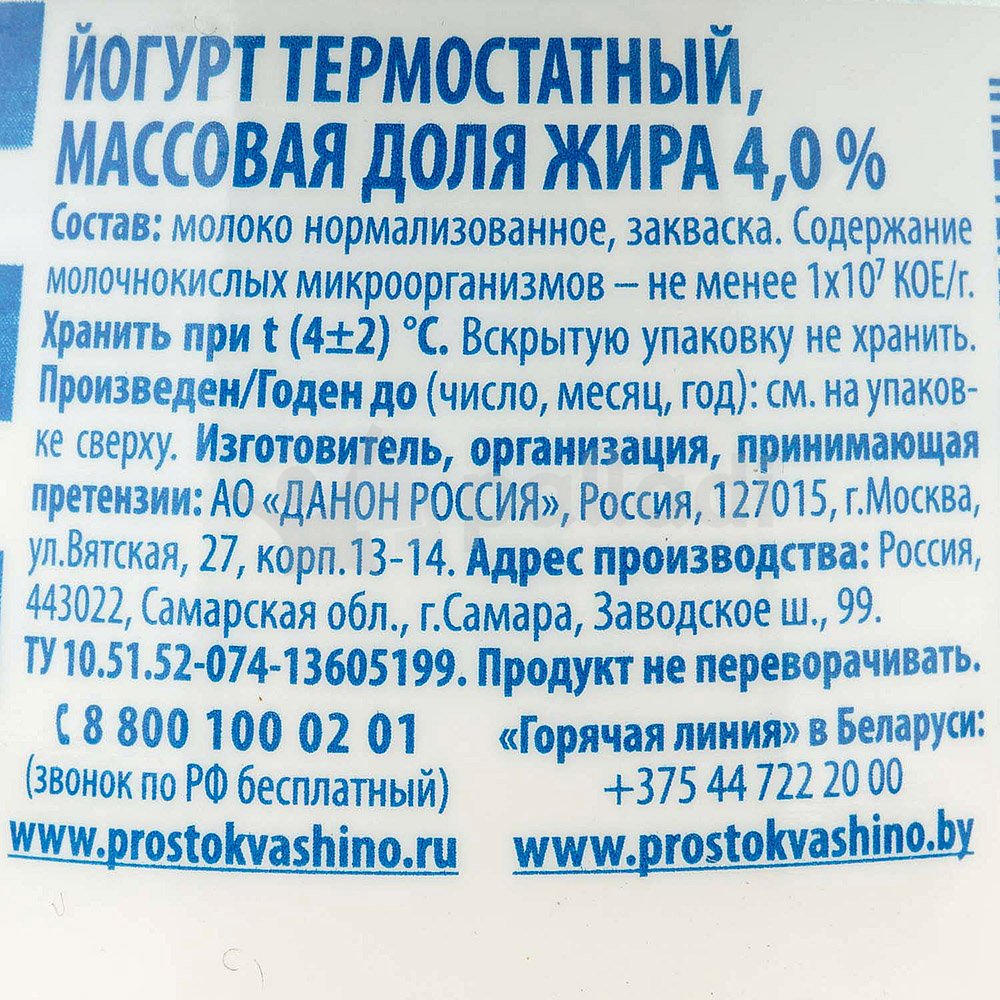 ЙОГУРТ ТЕРМОСТАТНЫЙ,
МАССОВАЯ ДОЛЯ ЖИРА 4,0 %
Состав: молоко нормализованное, закваска. Содержание
молочнокислых микроорганизмов – не менее 1х10⁷ КОЕ/г.
Хранить при t (4±2) °C. Вскрытую упаковку не хранить.
Произведен/Годен до (число, месяц, год): см. на упаков-
ке сверху. Изготовитель, организация, принимающая
претензии: АО «ДАНОН РОССИЯ», Россия, 127015, г.Москва,
ул.Вятская, 27, корп.13-14. Адрес производства: Россия,
443022, Самарская обл., г.Самара, Заводское ш., 99.
ТУ 10.51.52-074-13605199. Продукт не переворачивать.
8 800 100 02 01
(звонок по РФ бесплатный)
www.prostokvashino.ru
«Горячая линия» в Беларуси:
+375 44 722 20 00
www.prostokvashino.by